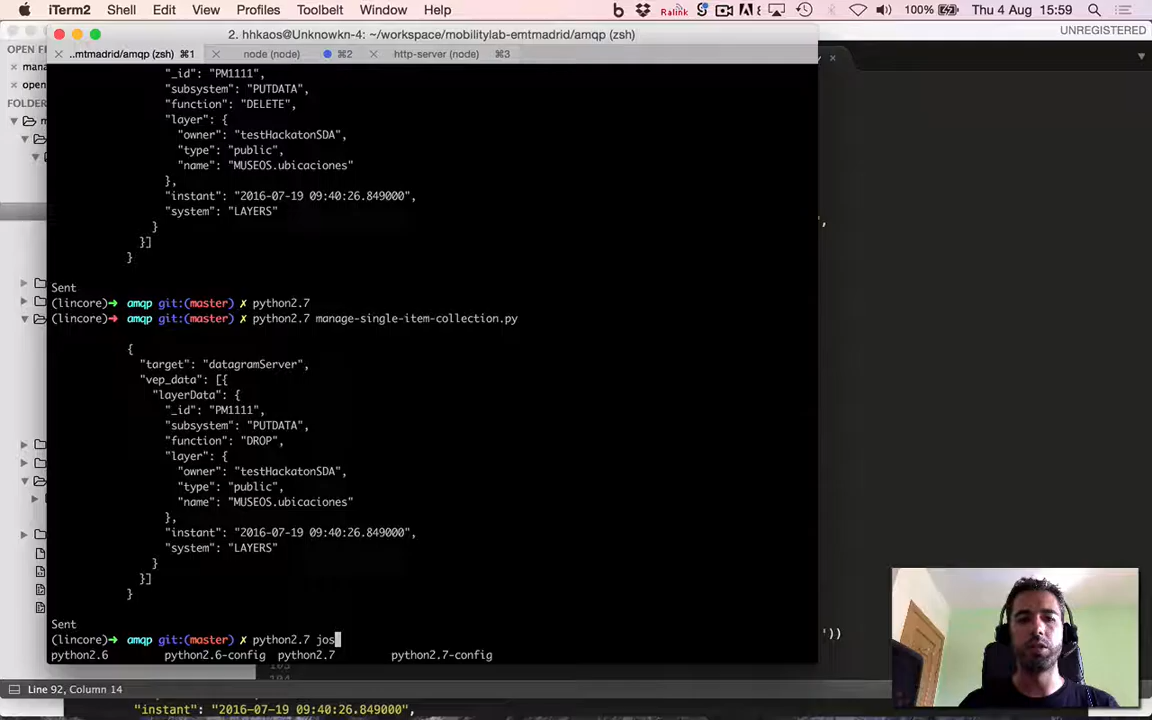 iTerm2 Shell Edit View Profiles Toolbelt Window Help Ralink 100% Thu 4 Aug 15:59
2. hhkaos@Unknowkn-4: ~/workspace/mobilitylab-emtmadrid/amqp (zsh)
UNREGISTERED
..mtmadrid/amqp (zsh) ⌘1 node (node) ⌘2 http-server (node) ⌘3
OPEN FI
man
open
FOLDER
m
"_id": "PM1111",
"subsystem": "PUTDATA",
"function": "DELETE",
"layer": {
"owner": "testHackatonSDA",
"type": "public",
"name": "MUSEOS.ubicaciones"
},
"instant": "2016-07-19 09:40:26.849000",
"system": "LAYERS"
}
}]
}
Sent
(lincore)➜ amqp git:(master) ✗ python2.7
(lincore)➜ amqp git:(master) ✗ python2.7 manage-single-item-collection.py
{
"target": "datagramServer",
"vep_data": [{
"layerData": {
"_id": "PM1111",
"subsystem": "PUTDATA",
"function": "DROP",
"layer": {
"owner": "testHackatonSDA",
"type": "public",
"name": "MUSEOS.ubicaciones"
},
"instant": "2016-07-19 09:40:26.849000",
"system": "LAYERS"
}
}]
}
Sent
(lincore)➜ amqp git:(master) ✗ python2.7 jos
python2.6 python2.6-config python2.7 python2.7-config
",
'))
Line 92, Column 14
"instant": "2016-07-19 09:40:26.849000",